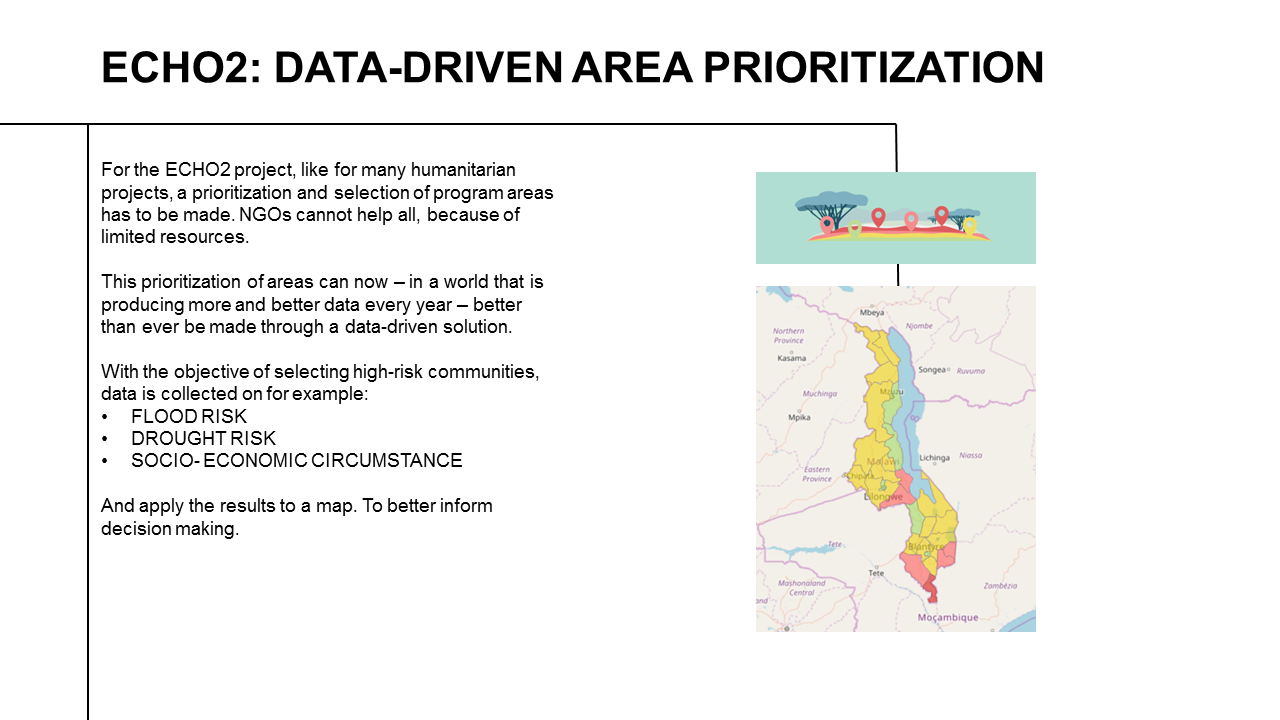 ECHO2: DATA-DRIVEN AREA PRIORITIZATION
For the ECHO2 project, like for many humanitarian
projects, a prioritization and selection of program areas
has to be made. NGOs cannot help all, because of
limited resources.
This prioritization of areas can now – in a world that is
producing more and better data every year – better
than ever be made through a data-driven solution.
With the objective of selecting high-risk communities,
data is collected on for example:
• FLOOD RISK
• DROUGHT RISK
• SOCIO- ECONOMIC CIRCUMSTANCE
And apply the results to a map. To better inform
decision making.
Mbeya
Njombe
Northern
Province
Kasama
Songea
Ruvuma
Muchinga
Mzuzu
Mpika
Lichinga
Niassa
Malawi
Eastern
Province
Chipata
Lilongwe
Tete
Blantyre
Tete
Mashonaland
Central
Zambézia
and
Moçambique